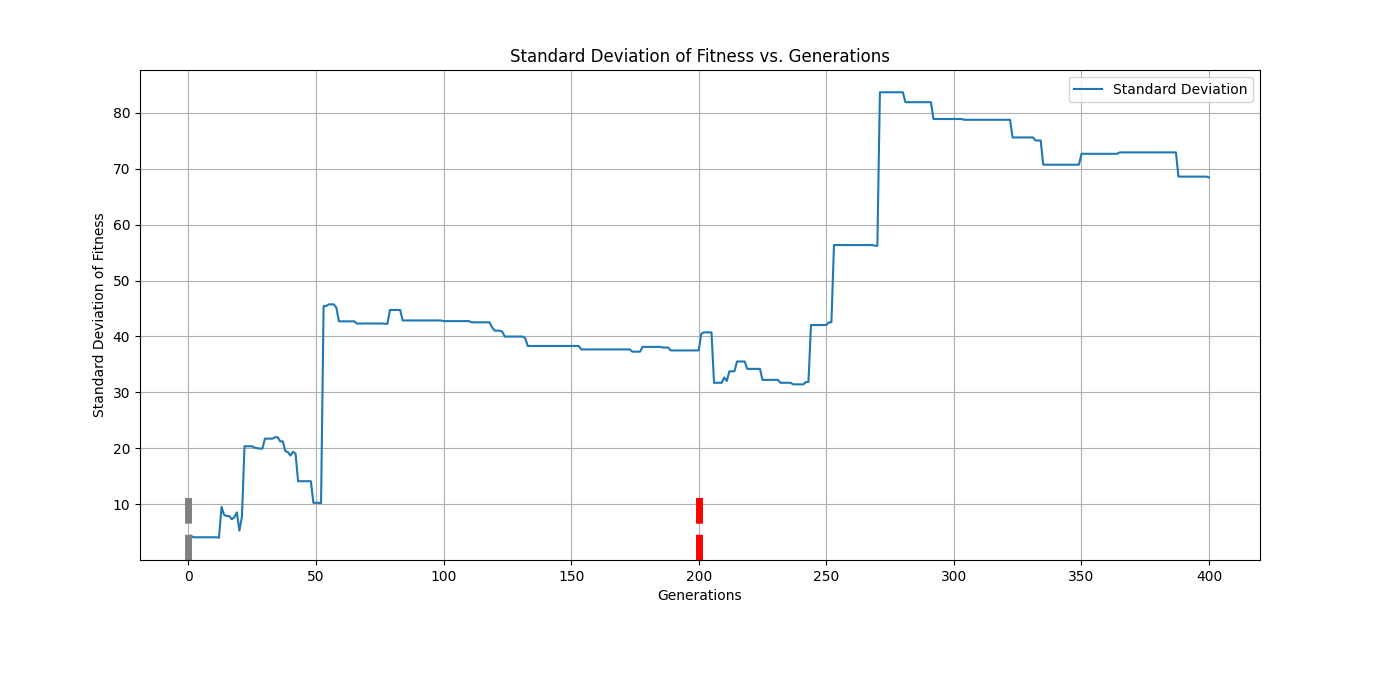 Standard Deviation of Fitness vs. Generations
Standard Deviation
Standard Deviation of Fitness
80
70
60
50
40
30
20
10
0 50 100 150 200 250 300 350 400
Generations